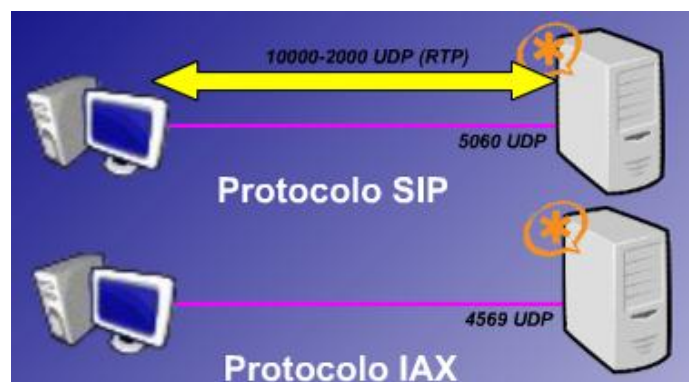 10000-2000 UDP (RTP)
5060 UDP
Protocolo SIP
4569 UDP
Protocolo IAX